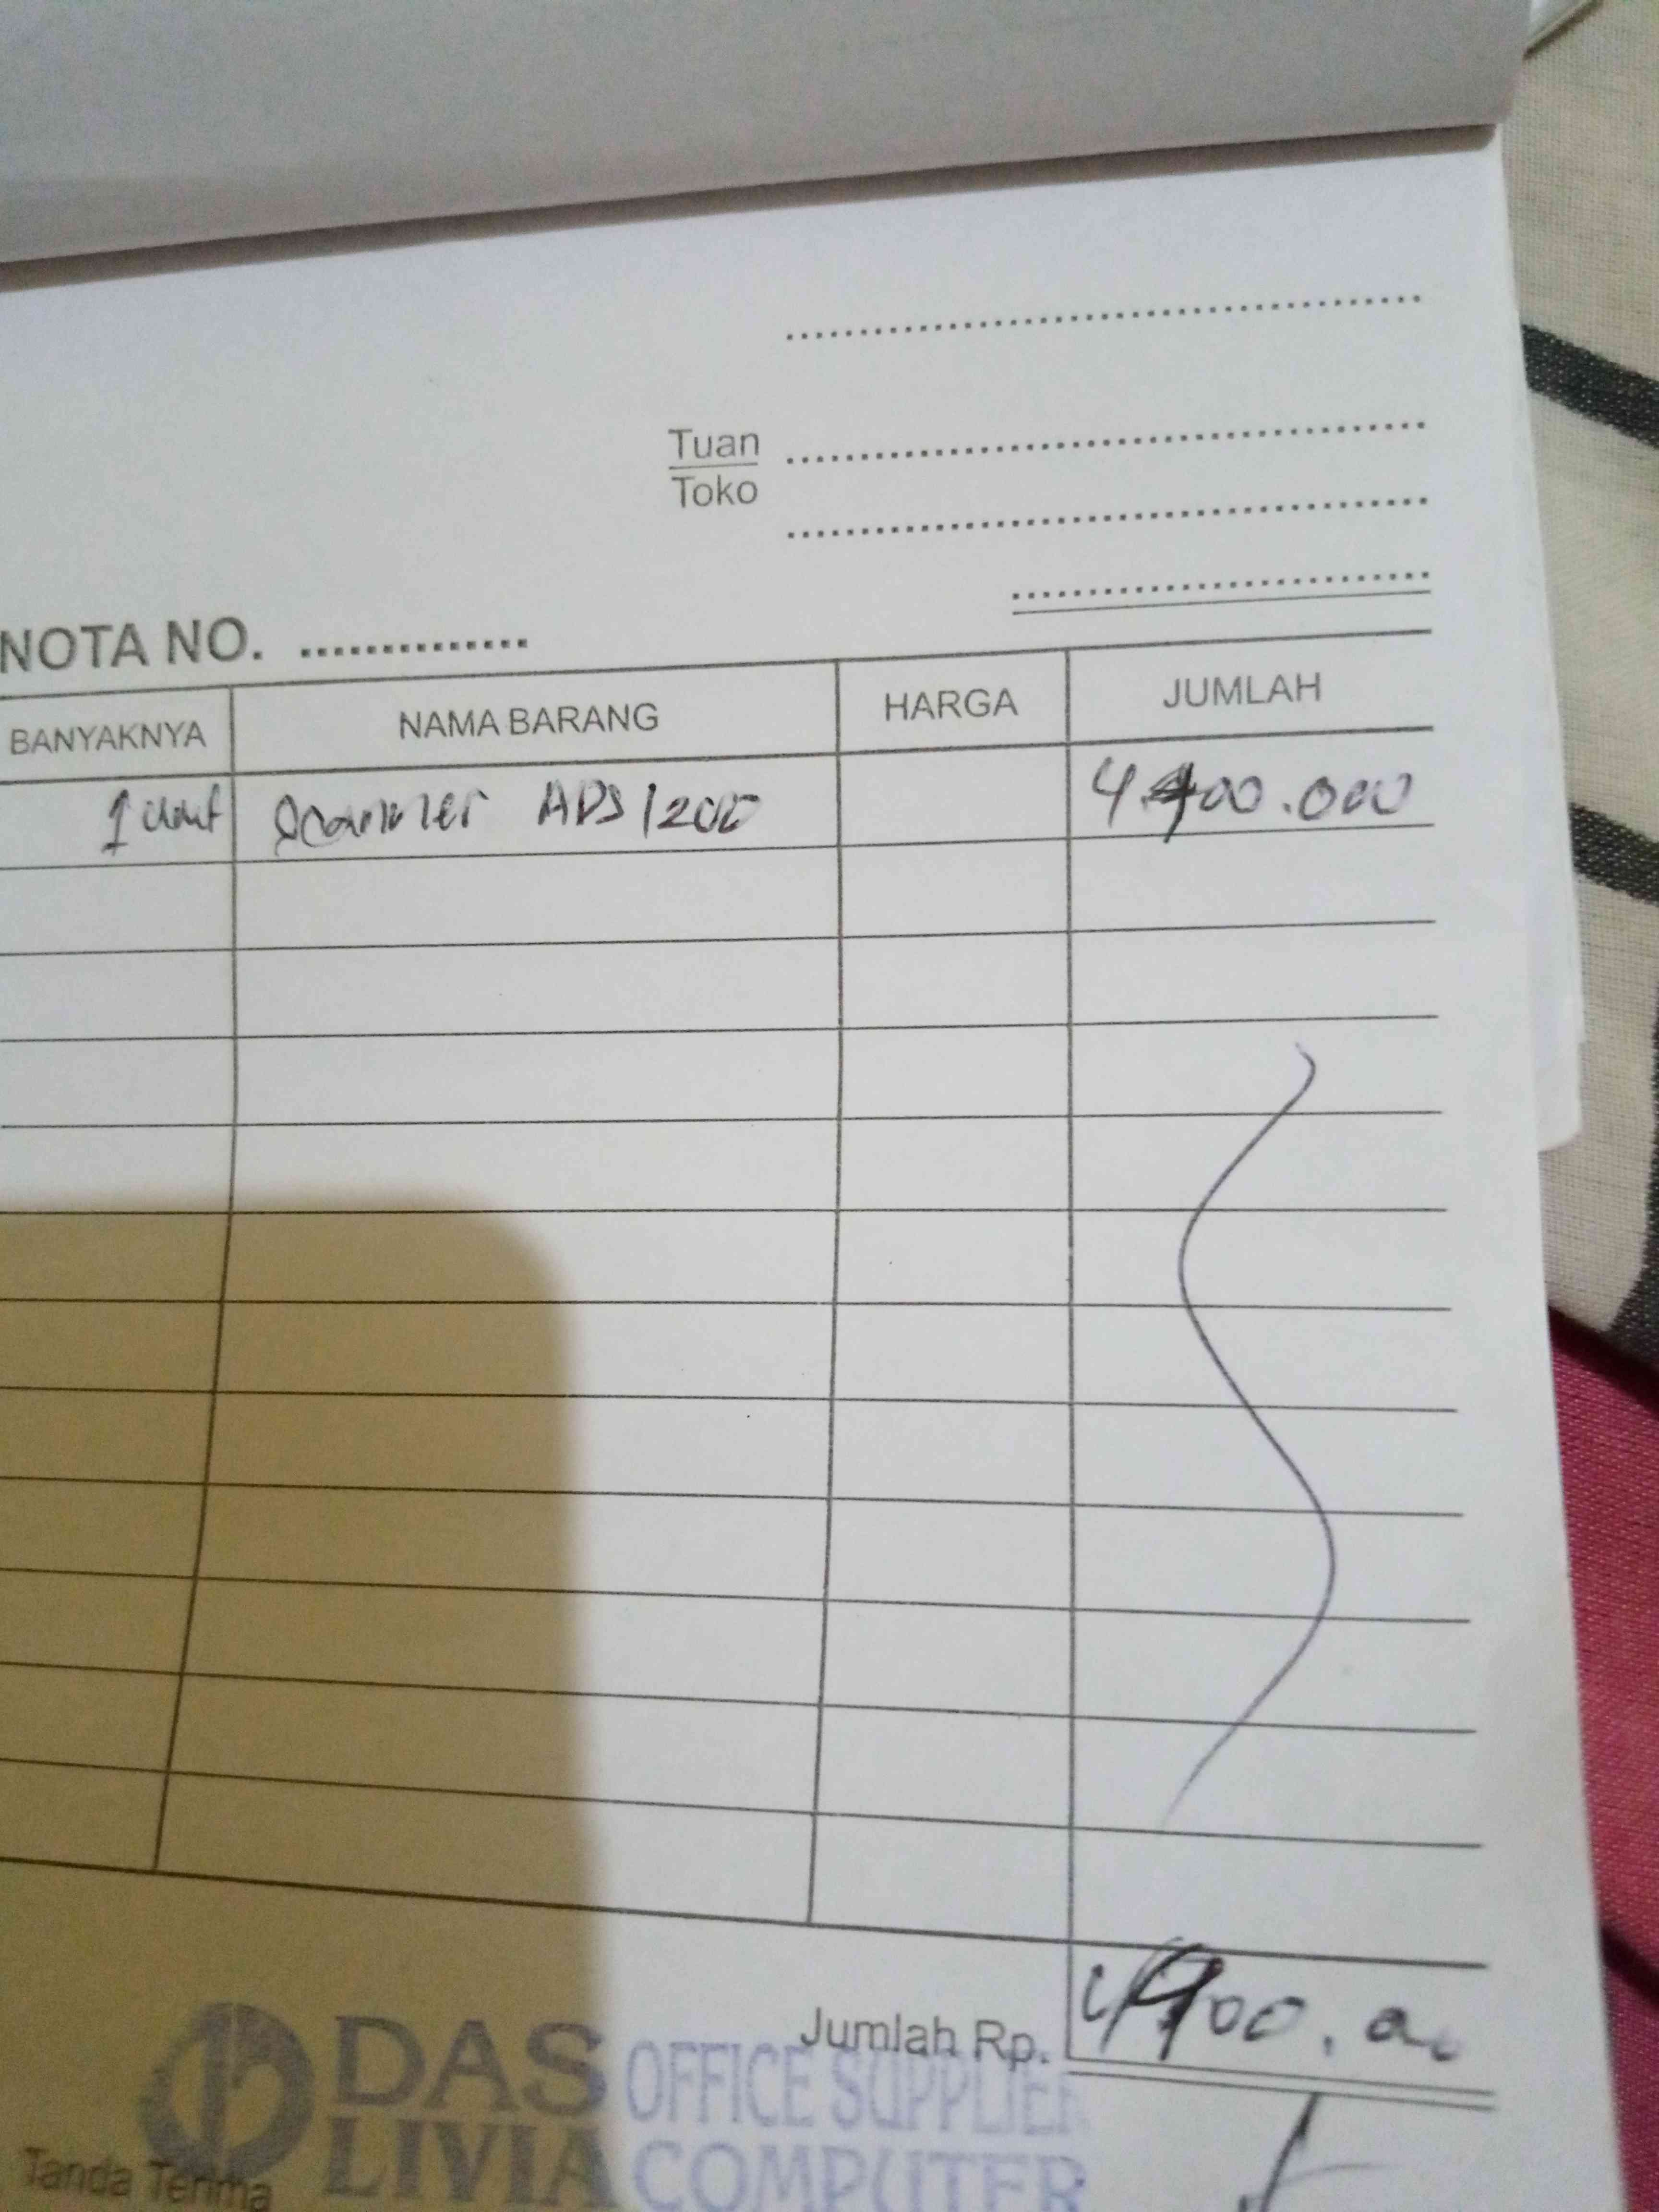 Tuan
Toko
NOTA NO. ..............
BANYAKNYA NAMA BARANG HARGA JUMLAH
1 unit Scanner ADS 1200 4.400.000
Jumlah Rp.
DAS OFFICE SUPPLIER
LIVIA COMPUTER
Tanda Terima